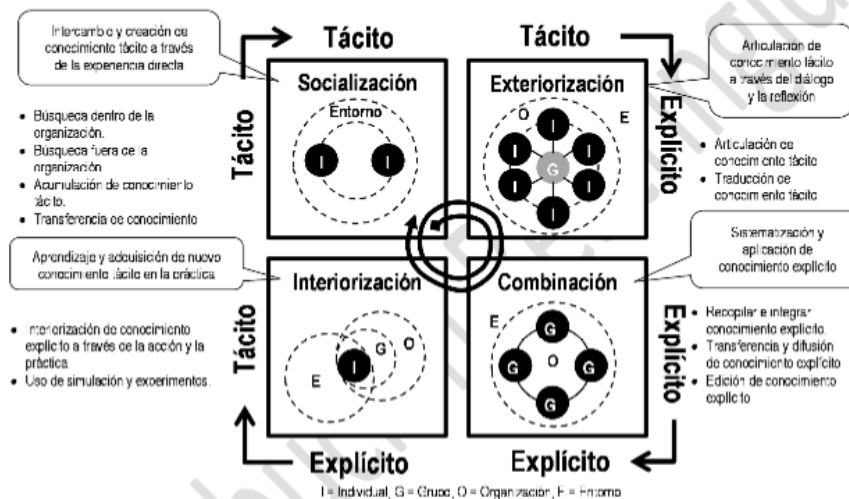 Tácito
Tácito
Intercambio y creación de
conocimiento tácito a través
de la experiencia directa
Articulación de
conocimiento tácito
a través del diálogo
y la reflexión
Socialización
Entorno
I
I
Exteriorización
O
E
I
I
I
G
I
I
I
Tácito
Explícito
• Búsqueda dentro de la
organización.
• Búsqueda fuera de la
organización
• Acumulación de conocimiento
tácito.
• Transferencia de conocimiento
• Articulación de
conocimiento tácito
• Traducción de
conocimiento tácito
Aprendizaje y adquisición de nuevo
conocimiento tácito en la práctica
Sistematización y
aplicación de
conocimiento explícito
Interiorización
G
O
I
E
Combinación
E
G
G
O
G
G
Tácito
Explícito
• Interiorización de conocimiento
explícito a través de la acción y la
práctica
• Uso de simulación y experimentos.
• Recopilar e integrar
conocimiento explícito.
• Transferencia y difusión
de conocimiento explícito
• Edición de conocimiento
explícito
Explícito
Explícito
I = Individual, G = Grupo, O = Organización, E = Entorno